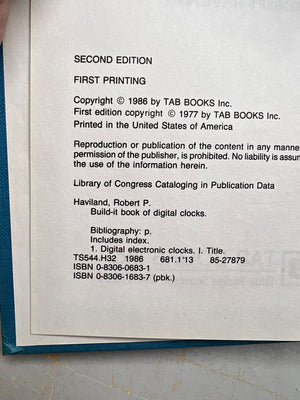 SECOND EDITION
FIRST PRINTING
Copyright © 1986 by TAB BOOKS Inc.
First edition copyright © 1977 by TAB BOOKS Inc.
Printed in the United States of America
Reproduction or publication of the content in any manne
permission of the publisher, is prohibited. No liability is assu
the use of the information herein.
Library of Congress Cataloging in Publication Data
Haviland, Robert P.
Build-it book of digital clocks.
Bibliography: p.
Includes index.
1. Digital electronic clocks. I. Title.
TS544.H32 1986 681.1'13 85-27879
ISBN 0-8306-0683-1
ISBN 0-8306-1683-7 (pbk.)